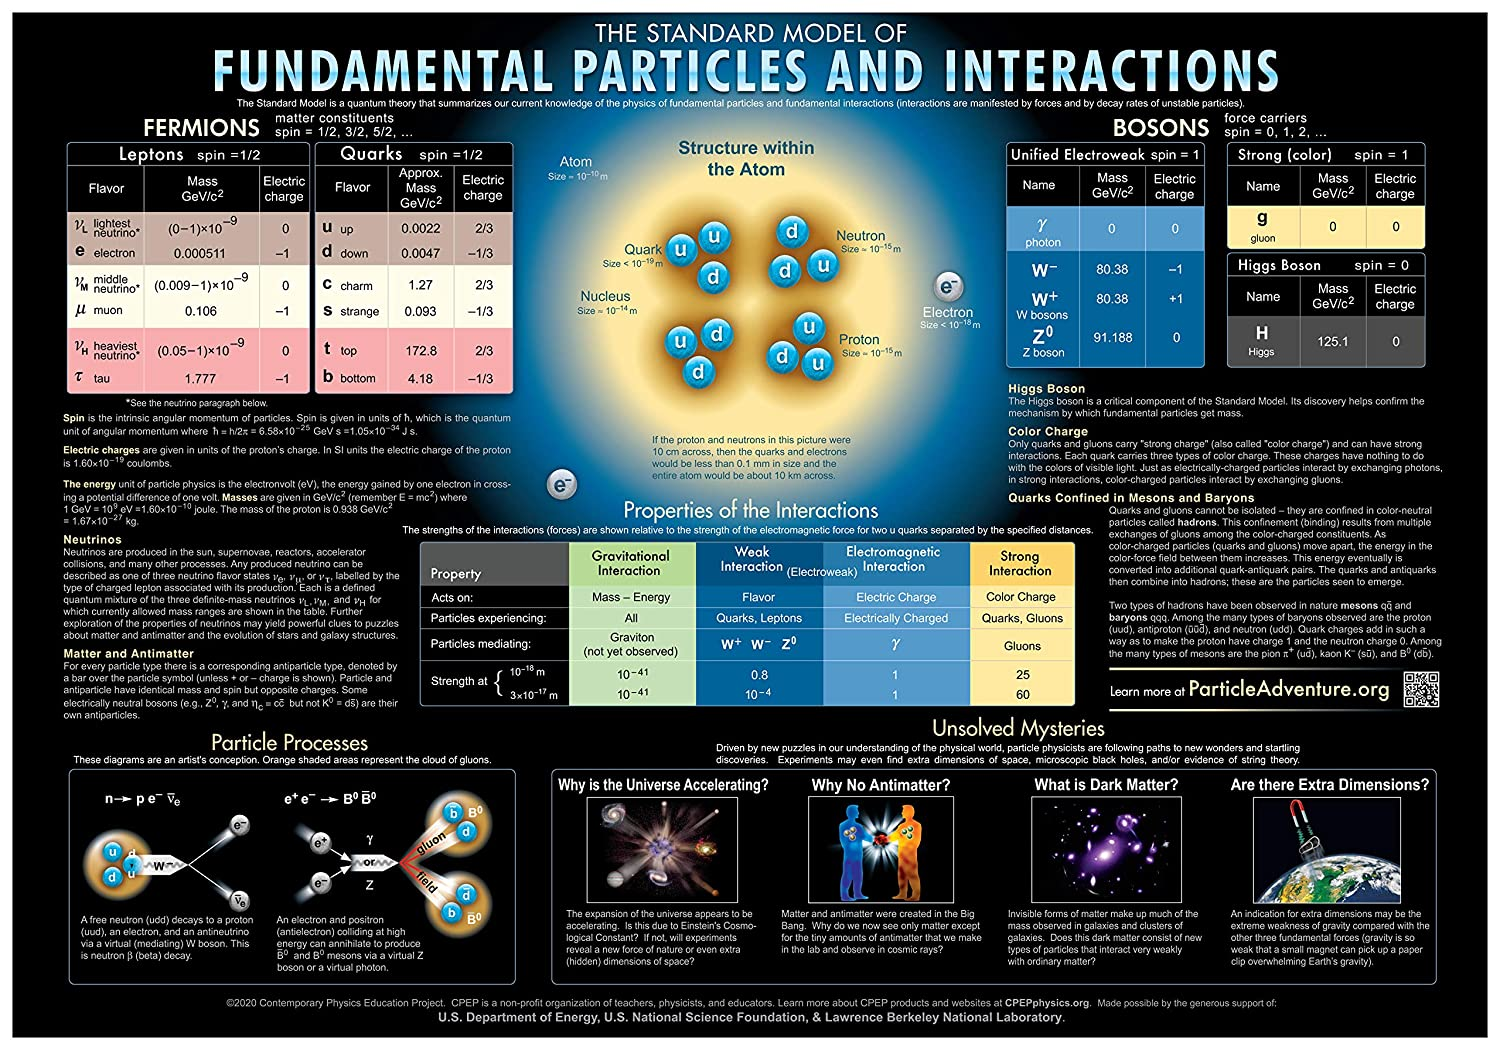 THE STANDARD MODEL OF
FUNDAMENTAL PARTICLES AND INTERACTIONS
The Standard Model is a quantum theory that summarizes our current knowledge of the physics of fundamental particles and fundamental interactions (interactions are manifested by forces and by decay rates of unstable particles).
FERMIONS
matter constituents
spin = 1/2, 3/2, 5/2, ...
Leptons spin =1/2
Flavor Mass GeV/c² Electric charge
νL lightest neutrino* (0–1)×10⁻⁹ 0
e electron 0.000511 –1
νM middle neutrino* (0.009–1)×10⁻⁹ 0
μ muon 0.106 –1
νH heaviest neutrino* (0.05–1)×10⁻⁹ 0
τ tau 1.777 –1
Quarks spin =1/2
Flavor Approx. Mass GeV/c² Electric charge
u up 0.0022 2/3
d down 0.0047 –1/3
c charm 1.27 2/3
s strange 0.093 –1/3
t top 172.8 2/3
b bottom 4.18 –1/3
*See the neutrino paragraph below.
Spin is the intrinsic angular momentum of particles. Spin is given in units of ħ, which is the quantum
unit of angular momentum where ħ = h/2π = 6.58×10⁻²⁵ GeV s =1.05×10⁻³⁴ J s.
Electric charges are given in units of the proton's charge. In SI units the electric charge of the proton
is 1.60×10⁻¹⁹ coulombs.
The energy unit of particle physics is the electronvolt (eV), the energy gained by one electron in cross-
ing a potential difference of one volt. Masses are given in GeV/c² (remember E = mc²) where
1 GeV = 10⁹ eV =1.60×10⁻¹⁰ joule. The mass of the proton is 0.938 GeV/c²
= 1.67×10⁻²⁷ kg.
Neutrinos
Neutrinos are produced in the sun, supernovae, reactors, accelerator
collisions, and many other processes. Any produced neutrino can be
described as one of three neutrino flavor states νe, νμ, or ντ, labelled by the
type of charged lepton associated with its production. Each is a defined
quantum mixture of the three definite-mass neutrinos νL, νM, and νH for
which currently allowed mass ranges are shown in the table. Further
exploration of the properties of neutrinos may yield powerful clues to puzzles
about matter and antimatter and the evolution of stars and galaxy structures.
Matter and Antimatter
For every particle type there is a corresponding antiparticle type, denoted by
a bar over the particle symbol (unless + or – charge is shown). Particle and
antiparticle have identical mass and spin but opposite charges. Some
electrically neutral bosons (e.g., Z⁰, γ, and ηc = cc̄ but not K⁰ = ds̄) are their
own antiparticles.
Structure within
the Atom
Atom
Size ≈ 10⁻¹⁰ m
Quark
Size < 10⁻¹⁹ m
Nucleus
Size ≈ 10⁻¹⁴ m
Neutron
Size ≈ 10⁻¹⁵ m
Proton
Size ≈ 10⁻¹⁵ m
e⁻
Electron
Size < 10⁻¹⁸ m
u u d
d d u
u d d
u d u
e⁻
If the proton and neutrons in this picture were
10 cm across, then the quarks and electrons
would be less than 0.1 mm in size and the
entire atom would be about 10 km across.
BOSONS
force carriers
spin = 0, 1, 2, ...
Unified Electroweak spin = 1
Name Mass GeV/c² Electric charge
γ photon 0 0
W⁻ 80.38 –1
W⁺ 80.38 +1
W bosons
Z⁰ Z boson 91.188 0
Strong (color) spin = 1
Name Mass GeV/c² Electric charge
g gluon 0 0
Higgs Boson spin = 0
Name Mass GeV/c² Electric charge
H Higgs 125.1 0
Higgs Boson
The Higgs boson is a critical component of the Standard Model. Its discovery helps confirm the
mechanism by which fundamental particles get mass.
Color Charge
Only quarks and gluons carry "strong charge" (also called "color charge") and can have strong
interactions. Each quark carries three types of color charge. These charges have nothing to do
with the colors of visible light. Just as electrically-charged particles interact by exchanging photons,
in strong interactions, color-charged particles interact by exchanging gluons.
Quarks Confined in Mesons and Baryons
Quarks and gluons cannot be isolated – they are confined in color-neutral
particles called hadrons. This confinement (binding) results from multiple
exchanges of gluons among the color-charged constituents. As
color-charged particles (quarks and gluons) move apart, the energy in the
color-force field between them increases. This energy eventually is
converted into additional quark-antiquark pairs. The quarks and antiquarks
then combine into hadrons; these are the particles seen to emerge.
Two types of hadrons have been observed in nature mesons qq̄ and
baryons qqq. Among the many types of baryons observed are the proton
(uud), antiproton (ūūd̄), and neutron (udd). Quark charges add in such a
way as to make the proton have charge 1 and the neutron charge 0. Among
the many types of mesons are the pion π⁺ (ud̄), kaon K⁻ (sū), and B⁰ (db̄).
Learn more at ParticleAdventure.org
Properties of the Interactions
The strengths of the interactions (forces) are shown relative to the strength of the electromagnetic force for two u quarks separated by the specified distances.
Property Gravitational Interaction Weak Interaction (Electroweak) Electromagnetic Interaction Strong Interaction
Acts on: Mass – Energy Flavor Electric Charge Color Charge
Particles experiencing: All Quarks, Leptons Electrically Charged Quarks, Gluons
Particles mediating: Graviton (not yet observed) W⁺ W⁻ Z⁰ γ Gluons
Strength at { 10⁻¹⁸ m 10⁻⁴¹ 0.8 1 25
3×10⁻¹⁷ m 10⁻⁴¹ 10⁻⁴ 1 60
Particle Processes
These diagrams are an artist's conception. Orange shaded areas represent the cloud of gluons.
n→ p e⁻ ν̄e
u d d u W⁻ e⁻ ν̄e
A free neutron (udd) decays to a proton
(uud), an electron, and an antineutrino
via a virtual (mediating) W boson. This
is neutron β (beta) decay.
e⁺ e⁻ → B⁰ B̄⁰
e⁺ e⁻ γ or Z gluon field b̄ d B⁰ d̄ b B̄⁰
An electron and positron
(antielectron) colliding at high
energy can annihilate to produce
B̄⁰ and B⁰ mesons via a virtual Z
boson or a virtual photon.
Unsolved Mysteries
Driven by new puzzles in our understanding of the physical world, particle physicists are following paths to new wonders and startling
discoveries. Experiments may even find extra dimensions of space, microscopic black holes, and/or evidence of string theory.
Why is the Universe Accelerating?
The expansion of the universe appears to be
accelerating. Is this due to Einstein's Cosmo-
logical Constant? If not, will experiments
reveal a new force of nature or even extra
(hidden) dimensions of space?
Why No Antimatter?
Matter and antimatter were created in the Big
Bang. Why do we now see only matter except
for the tiny amounts of antimatter that we make
in the lab and observe in cosmic rays?
What is Dark Matter?
Invisible forms of matter make up much of the
mass observed in galaxies and clusters of
galaxies. Does this dark matter consist of new
types of particles that interact very weakly
with ordinary matter?
Are there Extra Dimensions?
An indication for extra dimensions may be the
extreme weakness of gravity compared with the
other three fundamental forces (gravity is so
weak that a small magnet can pick up a paper
clip overwhelming Earth's gravity).
©2020 Contemporary Physics Education Project. CPEP is a non-profit organization of teachers, physicists, and educators. Learn more about CPEP products and websites at CPEPphysics.org. Made possible by the generous support of:
U.S. Department of Energy, U.S. National Science Foundation, & Lawrence Berkeley National Laboratory.